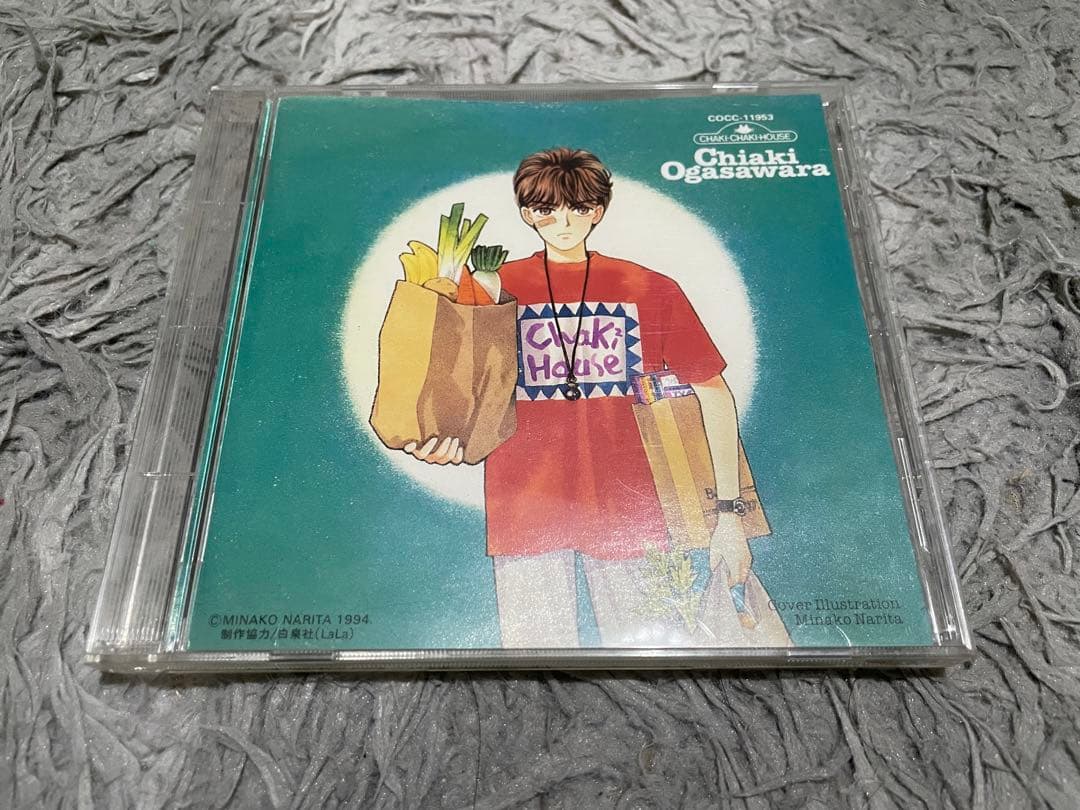 COCC-11953
CHAKI-CHAKI-HOUSE
Chiaki
Ogasawara
Chaki²
House
©MINAKO NARITA 1994.
制作協力/白泉社(LaLa)
Cover Illustration
Minako Narita